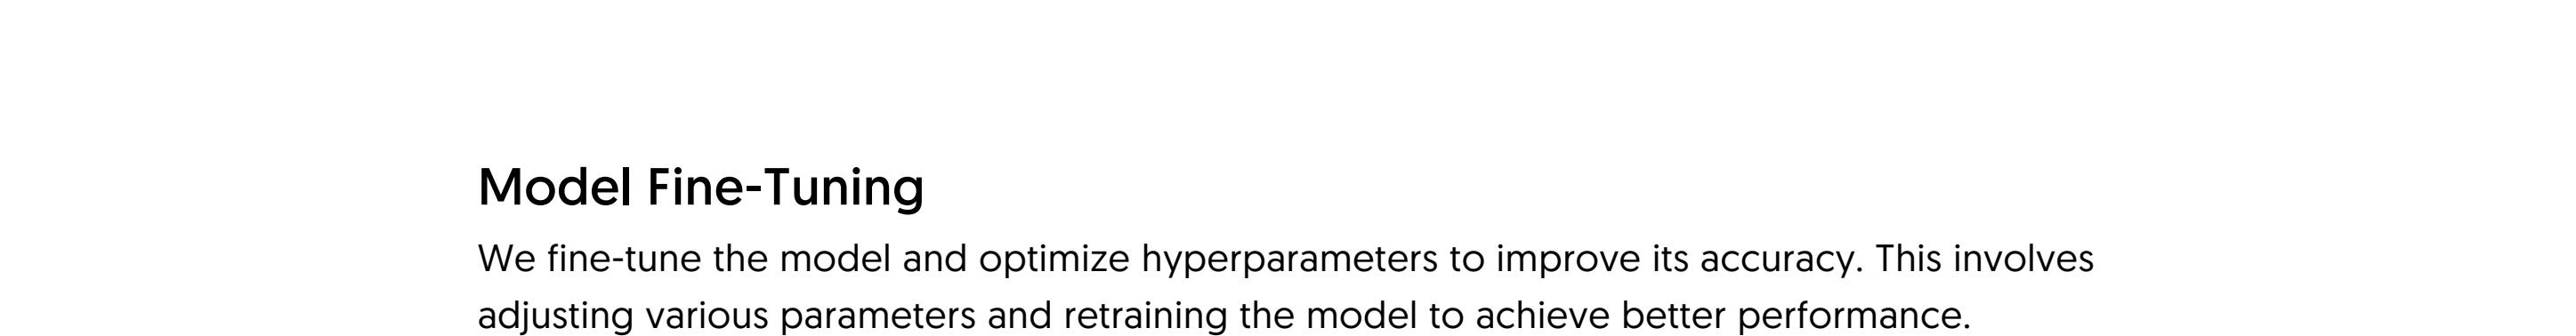 Model Fine-Tuning
We fine-tune the model and optimize hyperparameters to improve its accuracy. This involves
adjusting various parameters and retraining the model to achieve better performance.